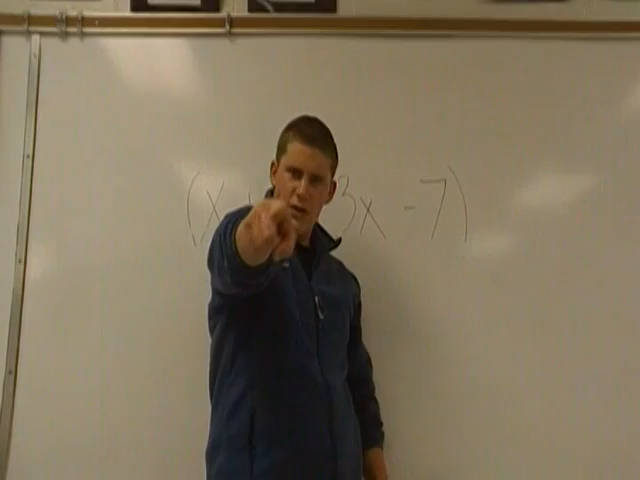 (x + 3x - 7)